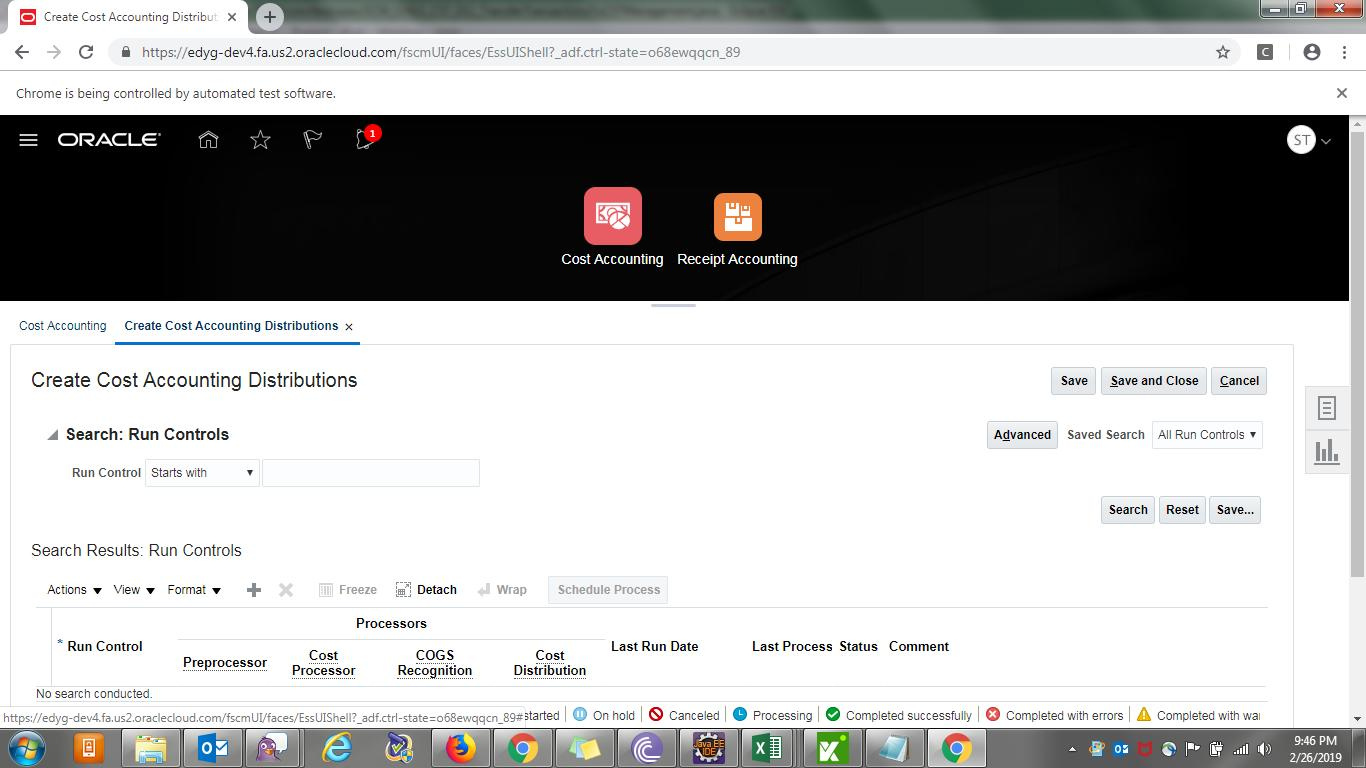 Create Cost Accounting Distribut
https://edyg-dev4.fa.us2.oraclecloud.com/fscmUI/faces/EssUIShell?_adf.ctrl-state=o68ewqqcn_89
C
Chrome is being controlled by automated test software.
ORACLE
1
ST
Cost Accounting
Receipt Accounting
Cost Accounting
Create Cost Accounting Distributions
Create Cost Accounting Distributions
Save
Save and Close
Cancel
Search: Run Controls
Advanced
Saved Search
All Run Controls
Run Control
Starts with
Search
Reset
Save...
Search Results: Run Controls
Actions
View
Format
Freeze
Detach
Wrap
Schedule Process
* Run Control
Processors
Preprocessor
Cost
Processor
COGS
Recognition
Cost
Distribution
Last Run Date
Last Process
Status
Comment
No search conducted.
https://edyg-dev4.fa.us2.oraclecloud.com/fscmUI/faces/EssUIShell?_adf.ctrl-state=o68ewqqcn_89#
started
On hold
Canceled
Processing
Completed successfully
Completed with errors
Completed with wa
Java EE
IDE
9:46 PM
2/26/2019